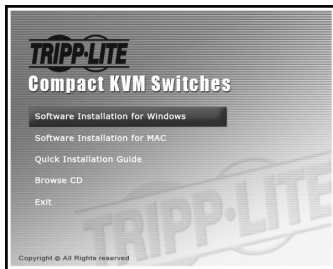 TRIPP·LITE
Compact KVM Switches
Software Installation for Windows
Software Installation for MAC
Quick Installation Guide
Browse CD
Exit
TRIPP·LITE
Copyright @ All Rights reserved